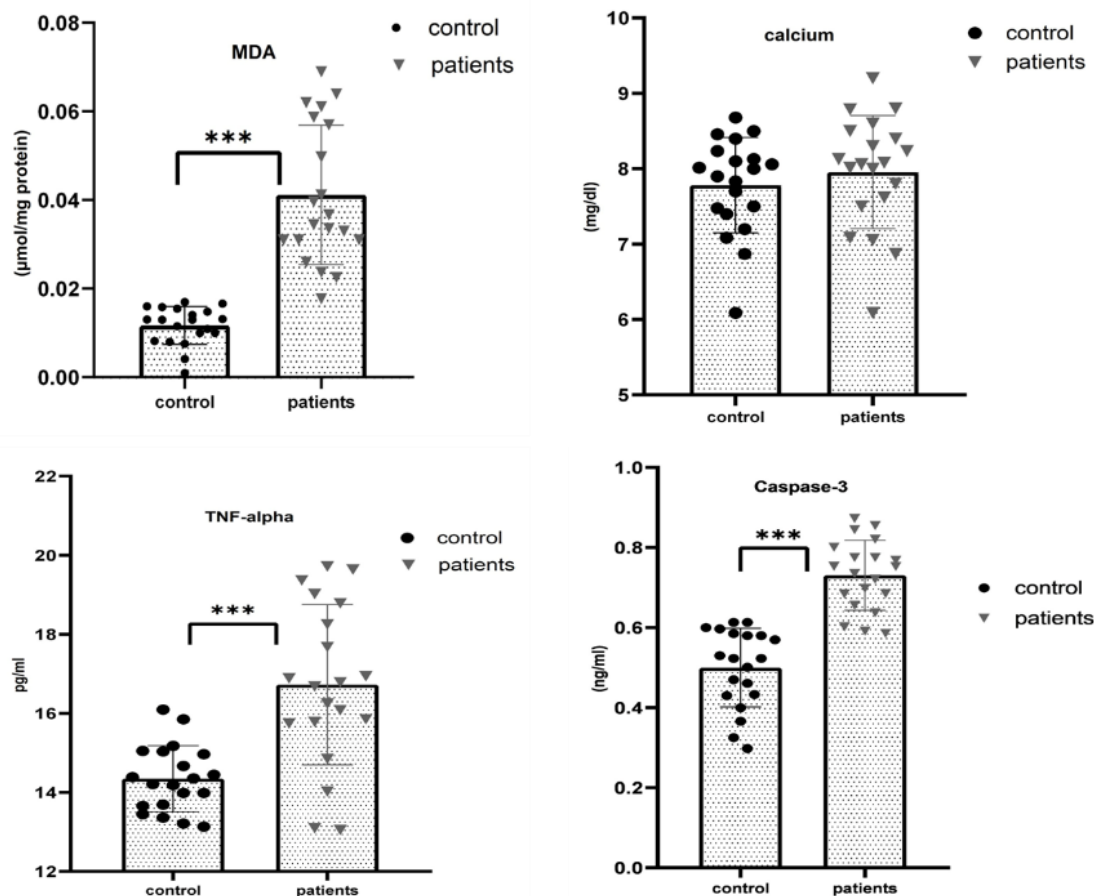 MDA
control
patients
(µmol/mg protein)
0.08
0.06
0.04
0.02
0.00
***
control
patients
calcium
control
patients
(mg/dl)
10
9
8
7
6
5
control
patients
TNF-alpha
control
patients
pg/ml
22
20
18
16
14
12
***
control
patients
Caspase-3
control
patients
(ng/ml)
1.0
0.8
0.6
0.4
0.2
0.0
***
control
patients